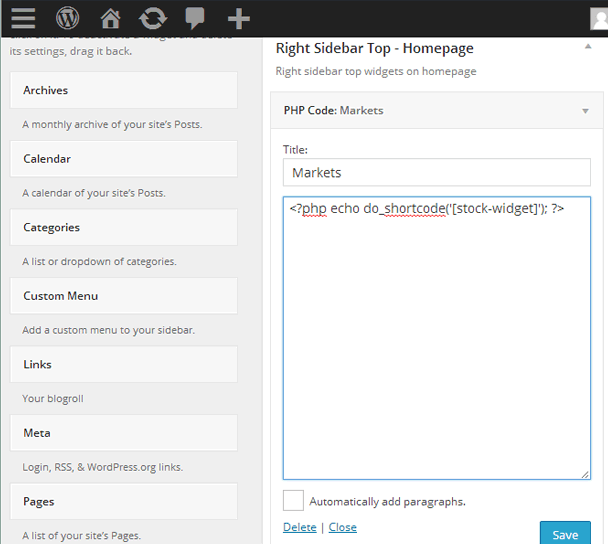 its settings, drag it back.
Archives
A monthly archive of your site's Posts.
Calendar
A calendar of your site's Posts.
Categories
A list or dropdown of categories.
Custom Menu
Add a custom menu to your sidebar.
Links
Your blogroll
Meta
Login, RSS, & WordPress.org links.
Pages
A list of your site's Pages.
Right Sidebar Top - Homepage
Right sidebar top widgets on homepage
PHP Code: Markets
Title:
Markets
<?php echo do_shortcode('[stock-widget]'); ?>
Automatically add paragraphs.
Delete | Close
Save